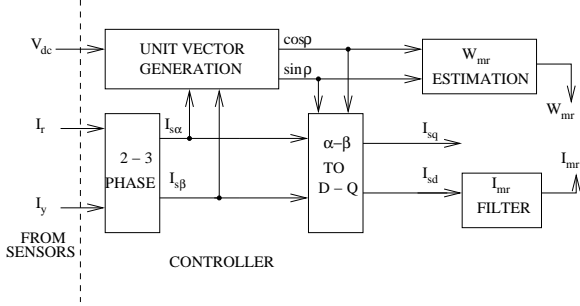 V_dc
UNIT VECTOR
GENERATION
cosρ
sinρ
W_mr
ESTIMATION
W_mr
I_r
I_y
2 – 3
PHASE
I_sα
I_sβ
α–β
TO
D – Q
I_sq
I_sd
I_mr
FILTER
I_mr
FROM
SENSORS
CONTROLLER